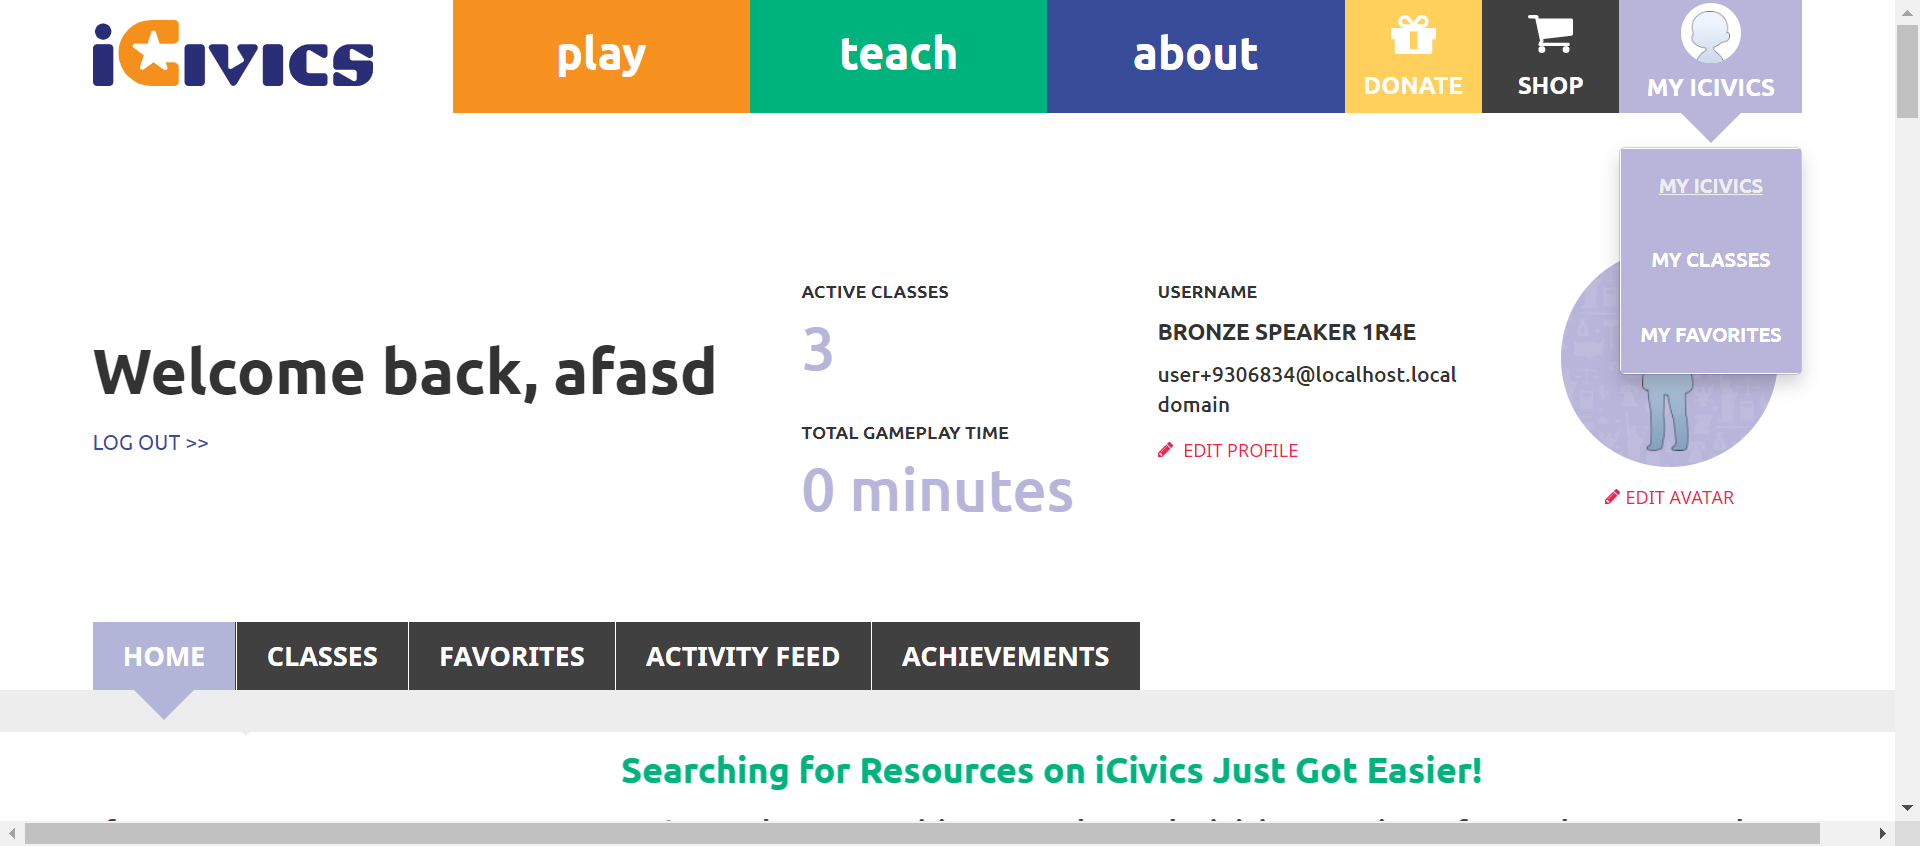 iCivics
play
teach
about
DONATE
SHOP
MY ICIVICS
MY ICIVICS
MY CLASSES
MY FAVORITES
Welcome back, afasd
LOG OUT >>
ACTIVE CLASSES
3
TOTAL GAMEPLAY TIME
0 minutes
USERNAME
BRONZE SPEAKER 1R4E
user+9306834@localhost.local
domain
EDIT PROFILE
EDIT AVATAR
HOME
CLASSES
FAVORITES
ACTIVITY FEED
ACHIEVEMENTS
Searching for Resources on iCivics Just Got Easier!